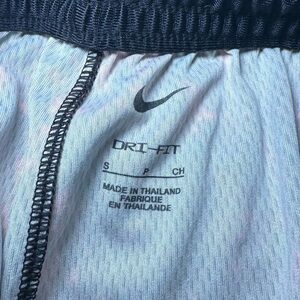 DRI-FIT
S P CH
MADE IN THAILAND
FABRIQUE
EN THAILANDE